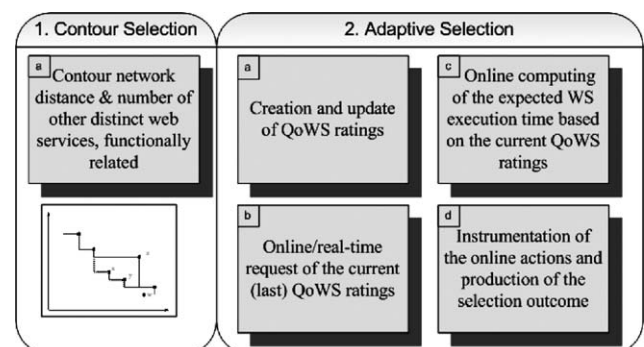 1. Contour Selection
a
Contour network
distance & number of
other distinct web
services, functionally
related
2. Adaptive Selection
a
Creation and update
of QoWS ratings
b
Online/real-time
request of the current
(last) QoWS ratings
c
Online computing
of the expected WS
execution time based
on the current QoWS
ratings
d
Instrumentation of
the online actions and
production of the
selection outcome